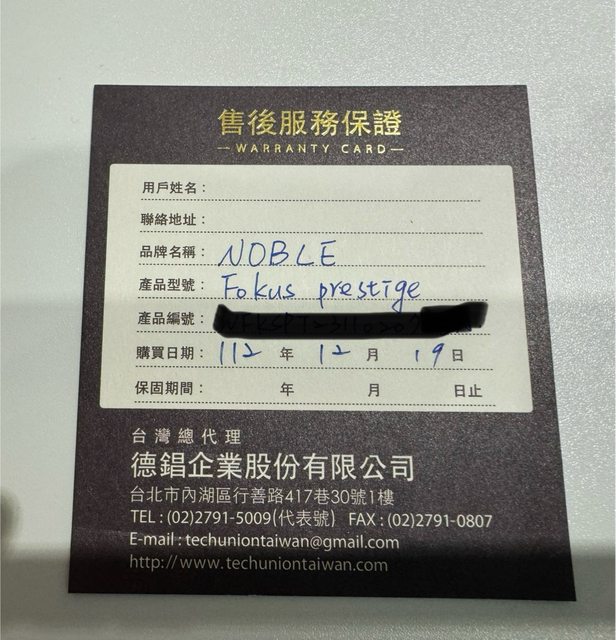 售後服務保證
WARRANTY CARD
用戶姓名：
聯絡地址：
品牌名稱： NOBLE
產品型號： Fokus prestige
產品編號：
購買日期： 112 年 12 月 19 日
保固期間： 年 月 日止
台灣總代理
德錩企業股份有限公司
台北市內湖區行善路417巷30號1樓
TEL : (02)2791-5009(代表號) FAX : (02)2791-0807
E-mail : techuniontaiwan@gmail.com
http://www.techuniontaiwan.com